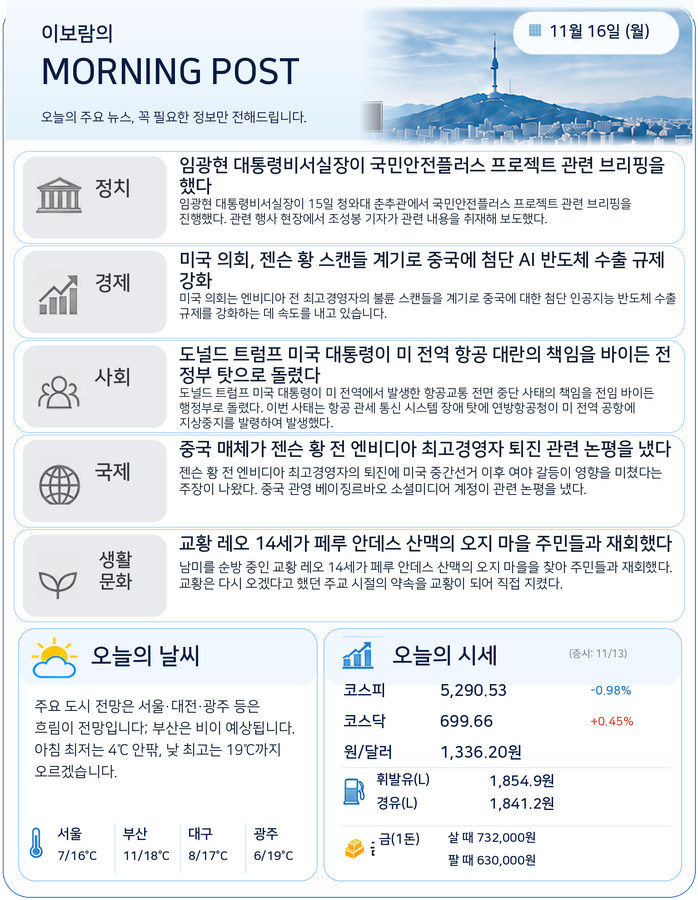 이보람의
MORNING POST
오늘의 주요 뉴스, 꼭 필요한 정보만 전해드립니다.
11월 16일 (월)
정치
임광현 대통령비서실장이 국민안전플러스 프로젝트 관련 브리핑을
했다
임광현 대통령비서실장이 15일 청와대 춘추관에서 국민안전플러스 프로젝트 관련 브리핑을
진행했다. 관련 행사 현장에서 조성봉 기자가 관련 내용을 취재해 보도했다.
경제
미국 의회, 젠슨 황 스캔들 계기로 중국에 첨단 AI 반도체 수출 규제
강화
미국 의회는 엔비디아 전 최고경영자의 불륜 스캔들을 계기로 중국에 대한 첨단 인공지능 반도체 수출
규제를 강화하는 데 속도를 내고 있습니다.
사회
도널드 트럼프 미국 대통령이 미 전역 항공 대란의 책임을 바이든 전
정부 탓으로 돌렸다
도널드 트럼프 미국 대통령이 미 전역에서 발생한 항공교통 전면 중단 사태의 책임을 전임 바이든
행정부로 돌렸다. 이번 사태는 항공 관세 통신 시스템 장애 탓에 연방항공청이 미 전역 공항에
지상중지를 발령하여 발생했다.
국제
중국 매체가 젠슨 황 전 엔비디아 최고경영자 퇴진 관련 논평을 냈다
젠슨 황 전 엔비디아 최고경영자의 퇴진에 미국 중간선거 이후 여야 갈등이 영향을 미쳤다는
주장이 나왔다. 중국 관영 베이징르바오 소셜미디어 계정이 관련 논평을 냈다.
생활
문화
교황 레오 14세가 페루 안데스 산맥의 오지 마을 주민들과 재회했다
남미를 순방 중인 교황 레오 14세가 페루 안데스 산맥의 오지 마을을 찾아 주민들과 재회했다.
교황은 다시 오겠다고 했던 주교 시절의 약속을 교황이 되어 직접 지켰다.
오늘의 날씨
주요 도시 전망은 서울·대전·광주 등은
흐림이 전망입니다; 부산은 비이 예상됩니다.
아침 최저는 4℃ 안팎, 낮 최고는 19℃까지
오르겠습니다.
서울
7/16°C
부산
11/18°C
대구
8/17°C
광주
6/19°C
오늘의 시세
(증시: 11/13)
코스피 5,290.53 -0.98%
코스닥 699.66 +0.45%
원/달러 1,336.20원
휘발유(L) 1,854.9원
경유(L) 1,841.2원
금(1돈) 살 때 732,000원
팔 때 630,000원